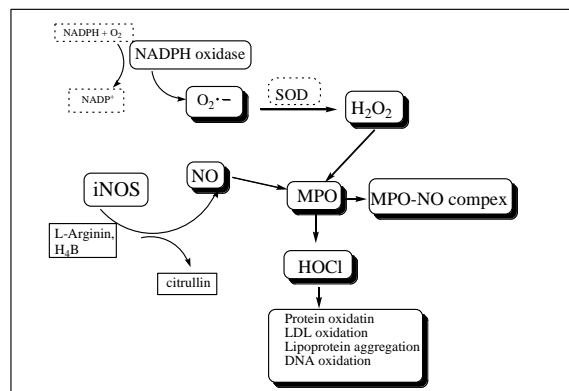 NADPH + O₂
NADPH oxidase
NADP⁺
O₂·−
SOD
H₂O₂
iNOS
NO
MPO
MPO-NO compex
L-Arginin,
H₄B
citrullin
HOCl
Protein oxidatin
LDL oxidation
Lipoprotein aggregation
DNA oxidation